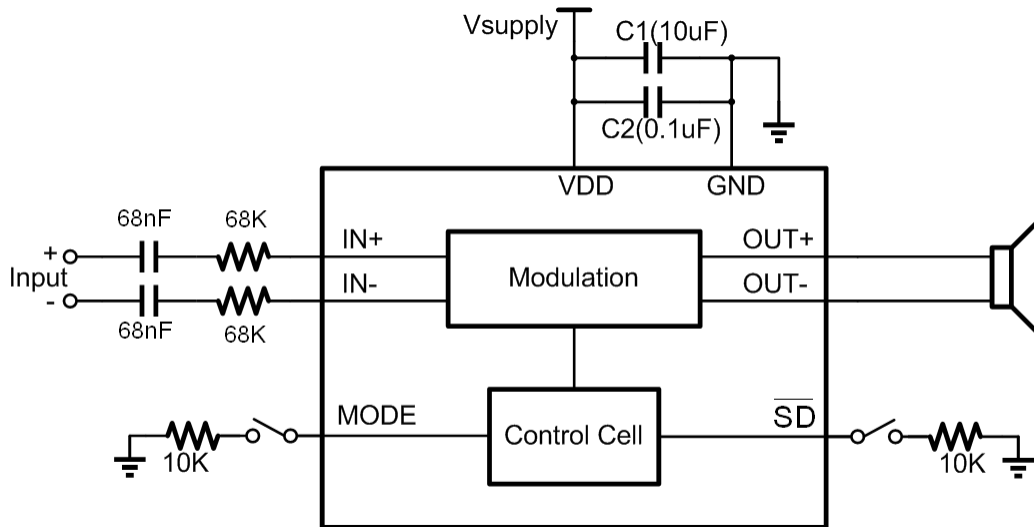 Vsupply
C1(10uF)
C2(0.1uF)
VDD
GND
68nF
68K
IN+
OUT+
+
Input
-
IN-
Modulation
OUT-
68nF
68K
MODE
SD
Control Cell
10K
10K